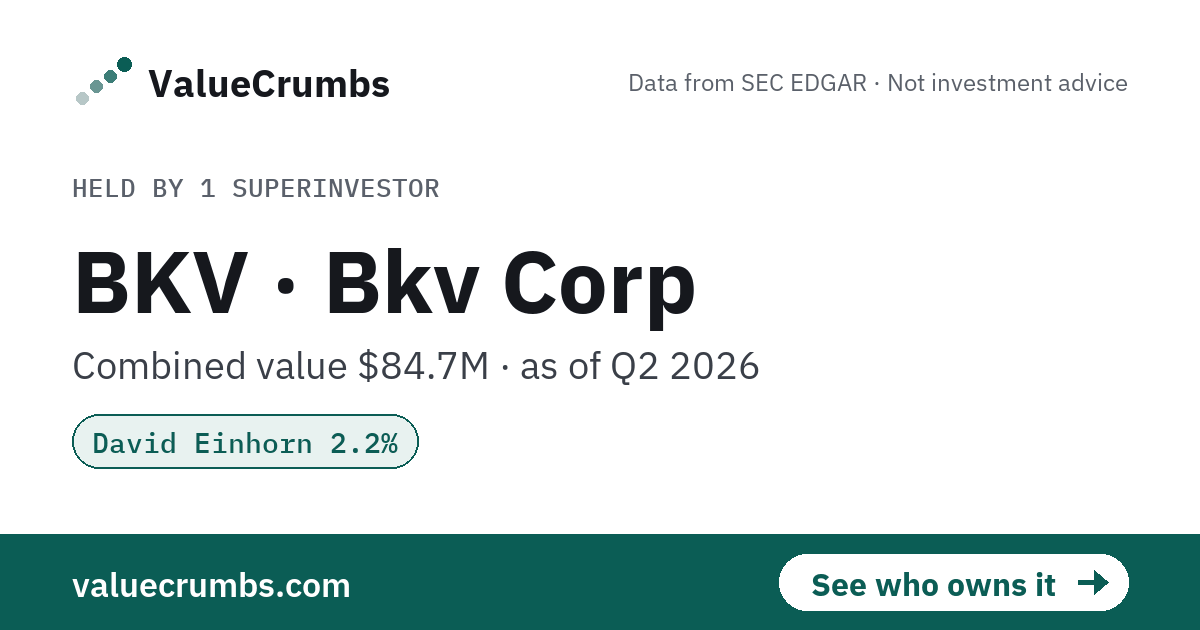 ValueCrumbs
Data from SEC EDGAR · Not investment advice
HELD BY 1 SUPERINVESTOR
BKV · Bkv Corp
Combined value $84.7M · as of Q2 2026
David Einhorn 2.2%
valuecrumbs.com
See who owns it →